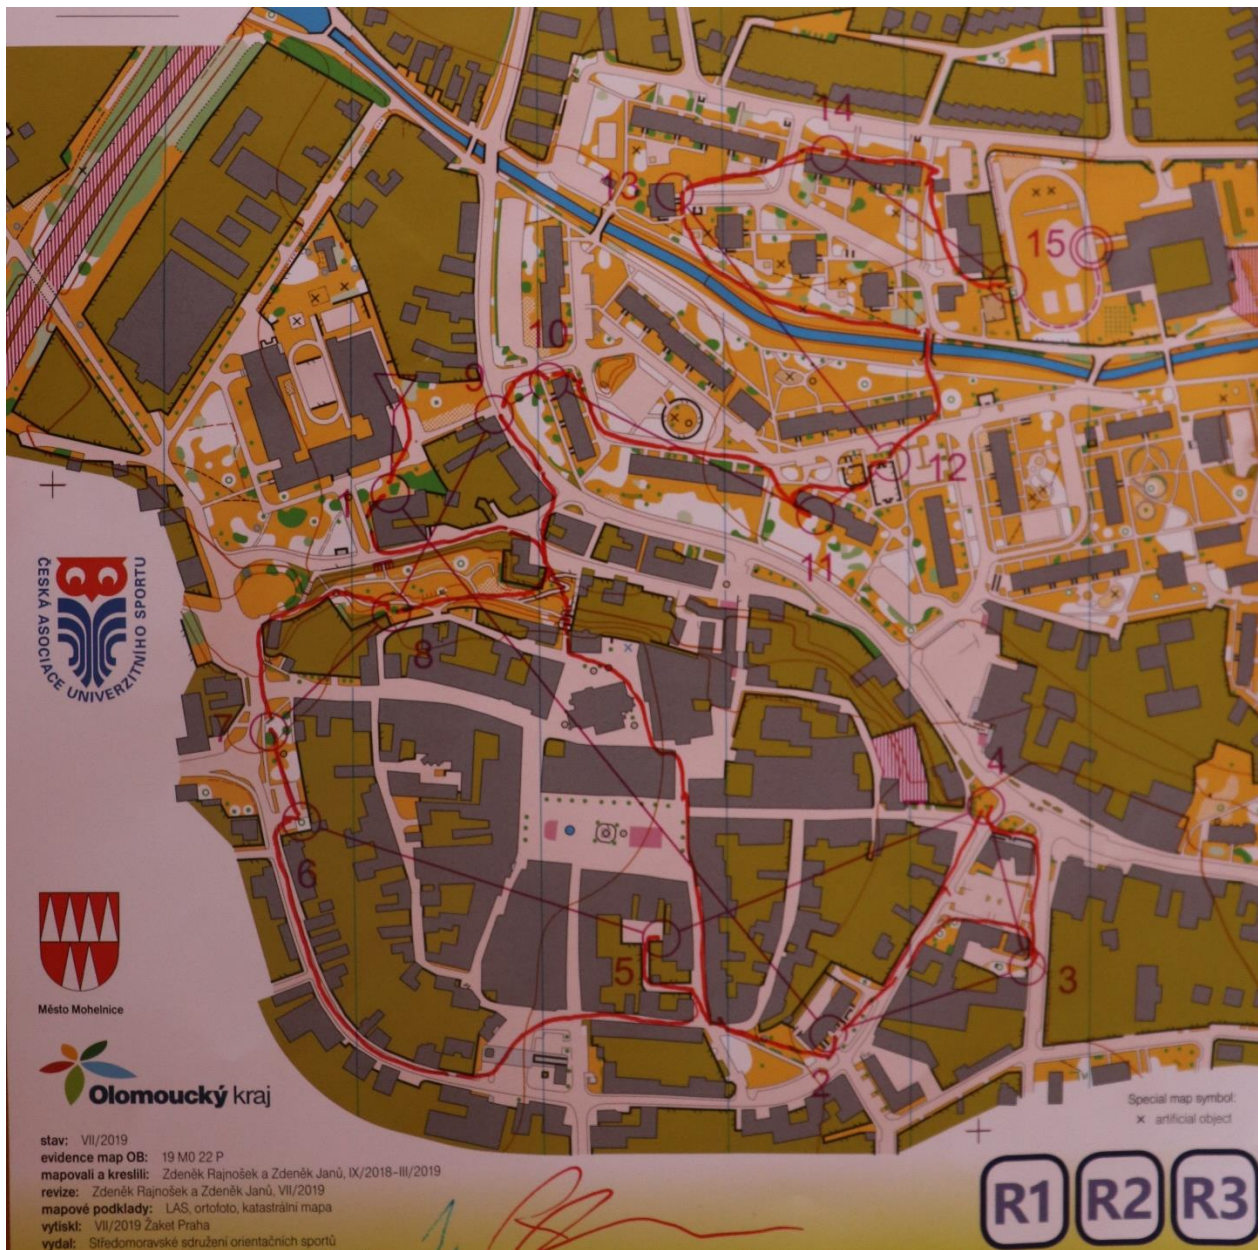 14
13
15
10
9
12
1
11
8
7
4
6
5
3
2
ČESKÁ ASOCIACE UNIVERZITNÍHO SPORTU
Město Mohelnice
Olomoucký kraj
stav: VII/2019
evidence map OB: 19 M0 22 P
mapovali a kreslili: Zdeněk Rajnošek a Zdeněk Janů, IX/2018–III/2019
revize: Zdeněk Rajnošek a Zdeněk Janů, VII/2019
mapové podklady: LAS, ortofoto, katastrální mapa
vytiskl: VII/2019 Žaket Praha
vydal: Středomoravské sdružení orientačních sportů
Special map symbol:
× artificial object
R1 R2 R3